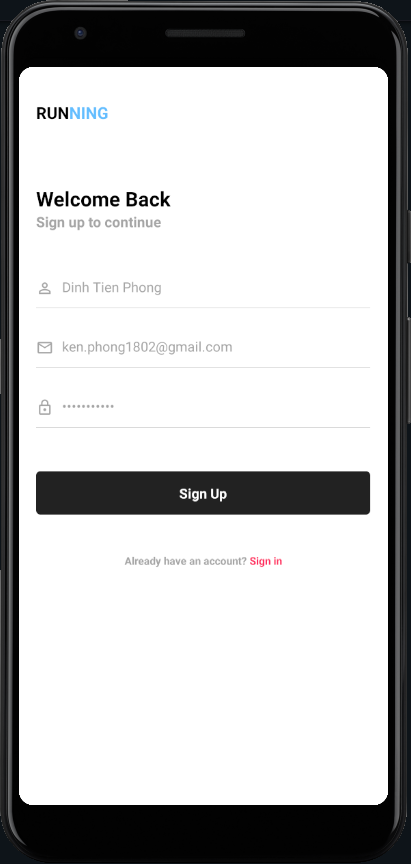 RUNNING
Welcome Back
Sign up to continue
Dinh Tien Phong
ken.phong1802@gmail.com
•••••••••••
Sign Up
Already have an account? Sign in